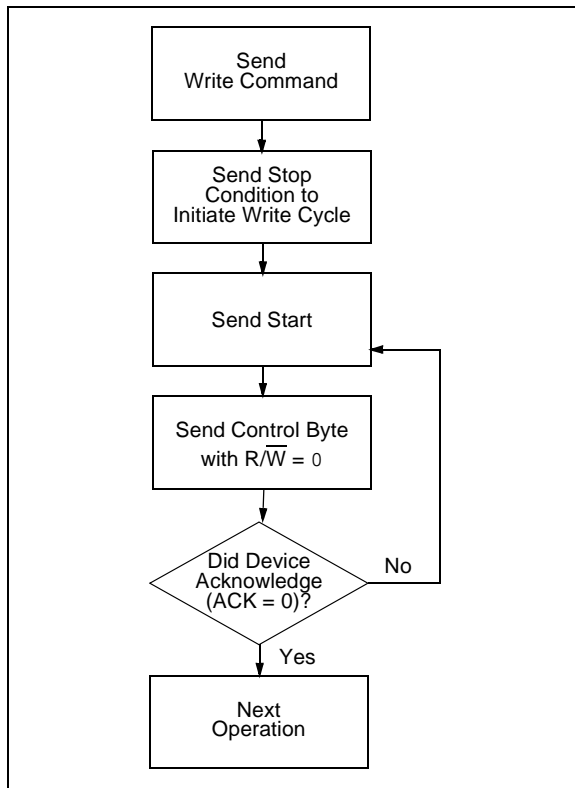 Send
Write Command
Send Stop
Condition to
Initiate Write Cycle
Send Start
Send Control Byte
with R/W̅ = 0
Did Device
Acknowledge
(ACK = 0)?
No
Yes
Next
Operation